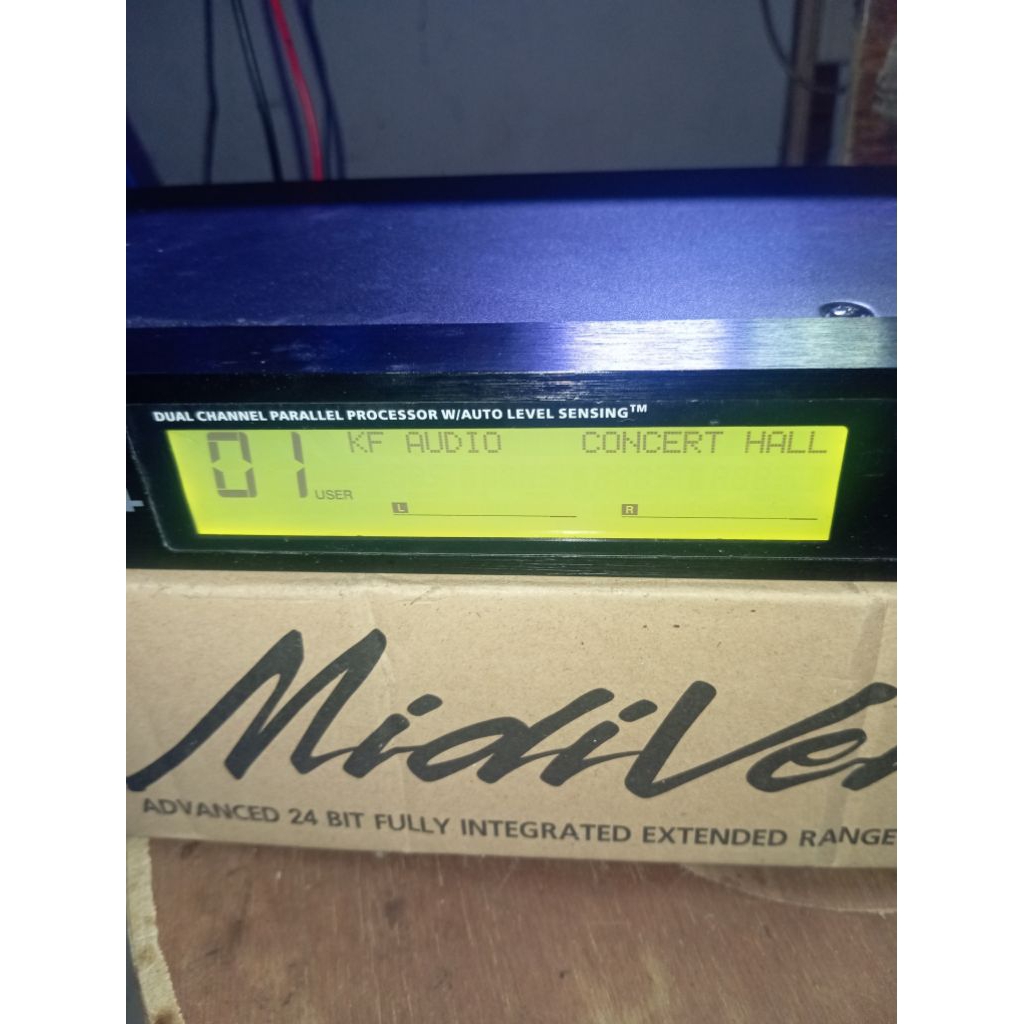 DUAL CHANNEL PARALLEL PROCESSOR W/AUTO LEVEL SENSING™
01 KF AUDIO CONCERT HALL
USER
L R
MidiVer
ADVANCED 24 BIT FULLY INTEGRATED EXTENDED RANGE